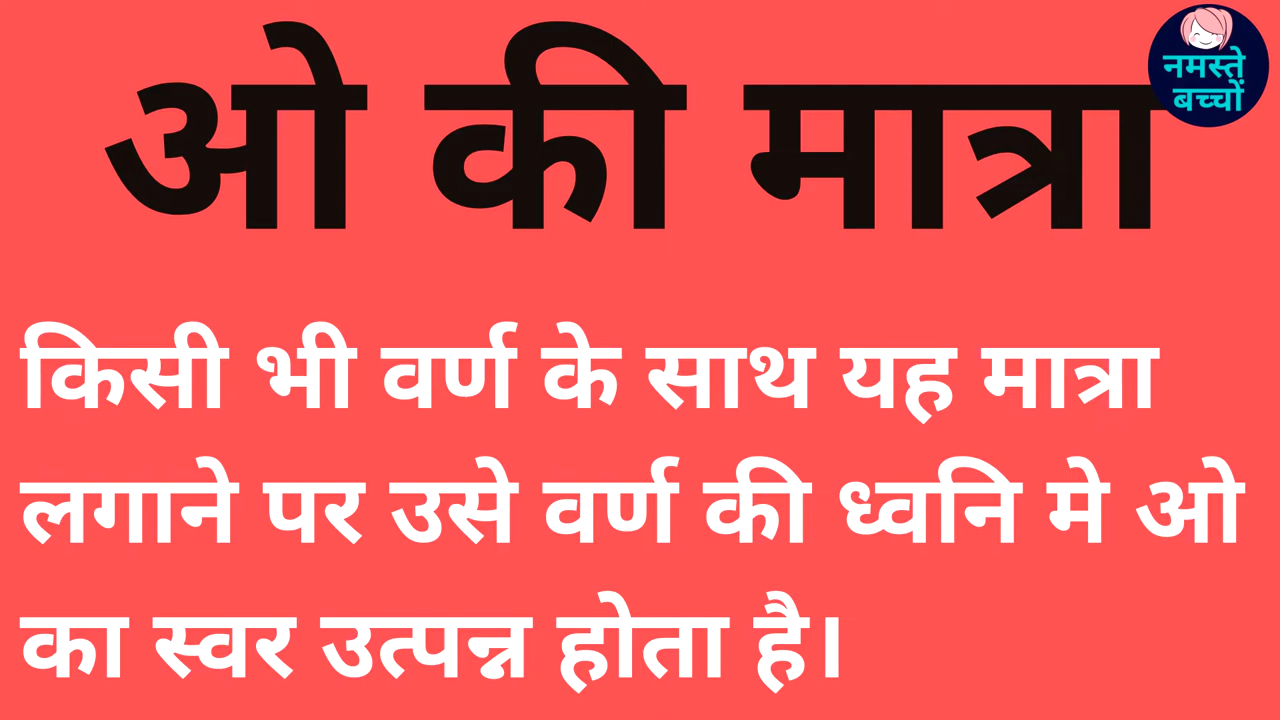 ओ की मात्रा
नमस्ते
बच्चों
किसी भी वर्ण के साथ यह मात्रा
लगाने पर उसे वर्ण की ध्वनि मे ओ
का स्वर उत्पन्न होता है।